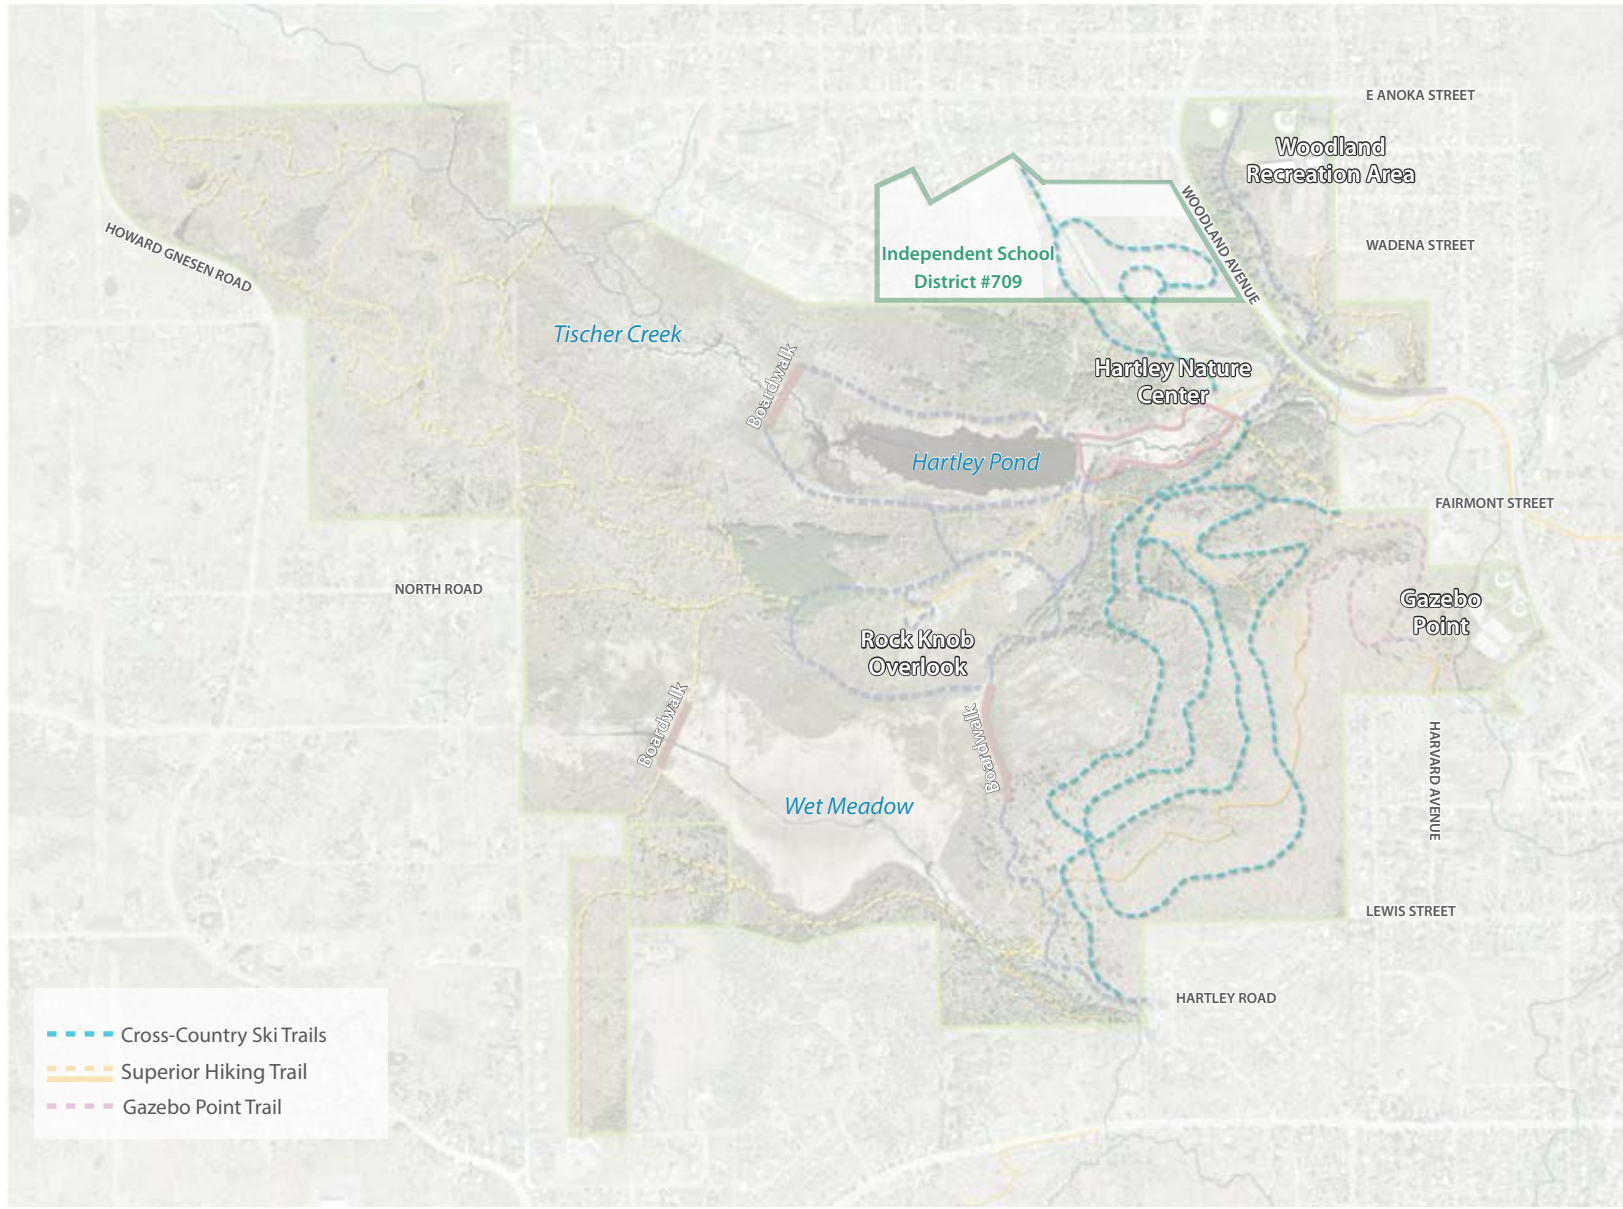 E ANOKA STREET
Woodland
Recreation Area
WOODLAND AVENUE
HOWARD GNESEN ROAD
Independent School
District #709
WADENA STREET
Tischer Creek
Boardwalk
Hartley Nature
Center
Hartley Pond
FAIRMONT STREET
NORTH ROAD
Gazebo
Point
Rock Knob
Overlook
Boardwalk
Boardwalk
HARVARD AVENUE
Wet Meadow
LEWIS STREET
HARTLEY ROAD
Cross-Country Ski Trails
Superior Hiking Trail
Gazebo Point Trail